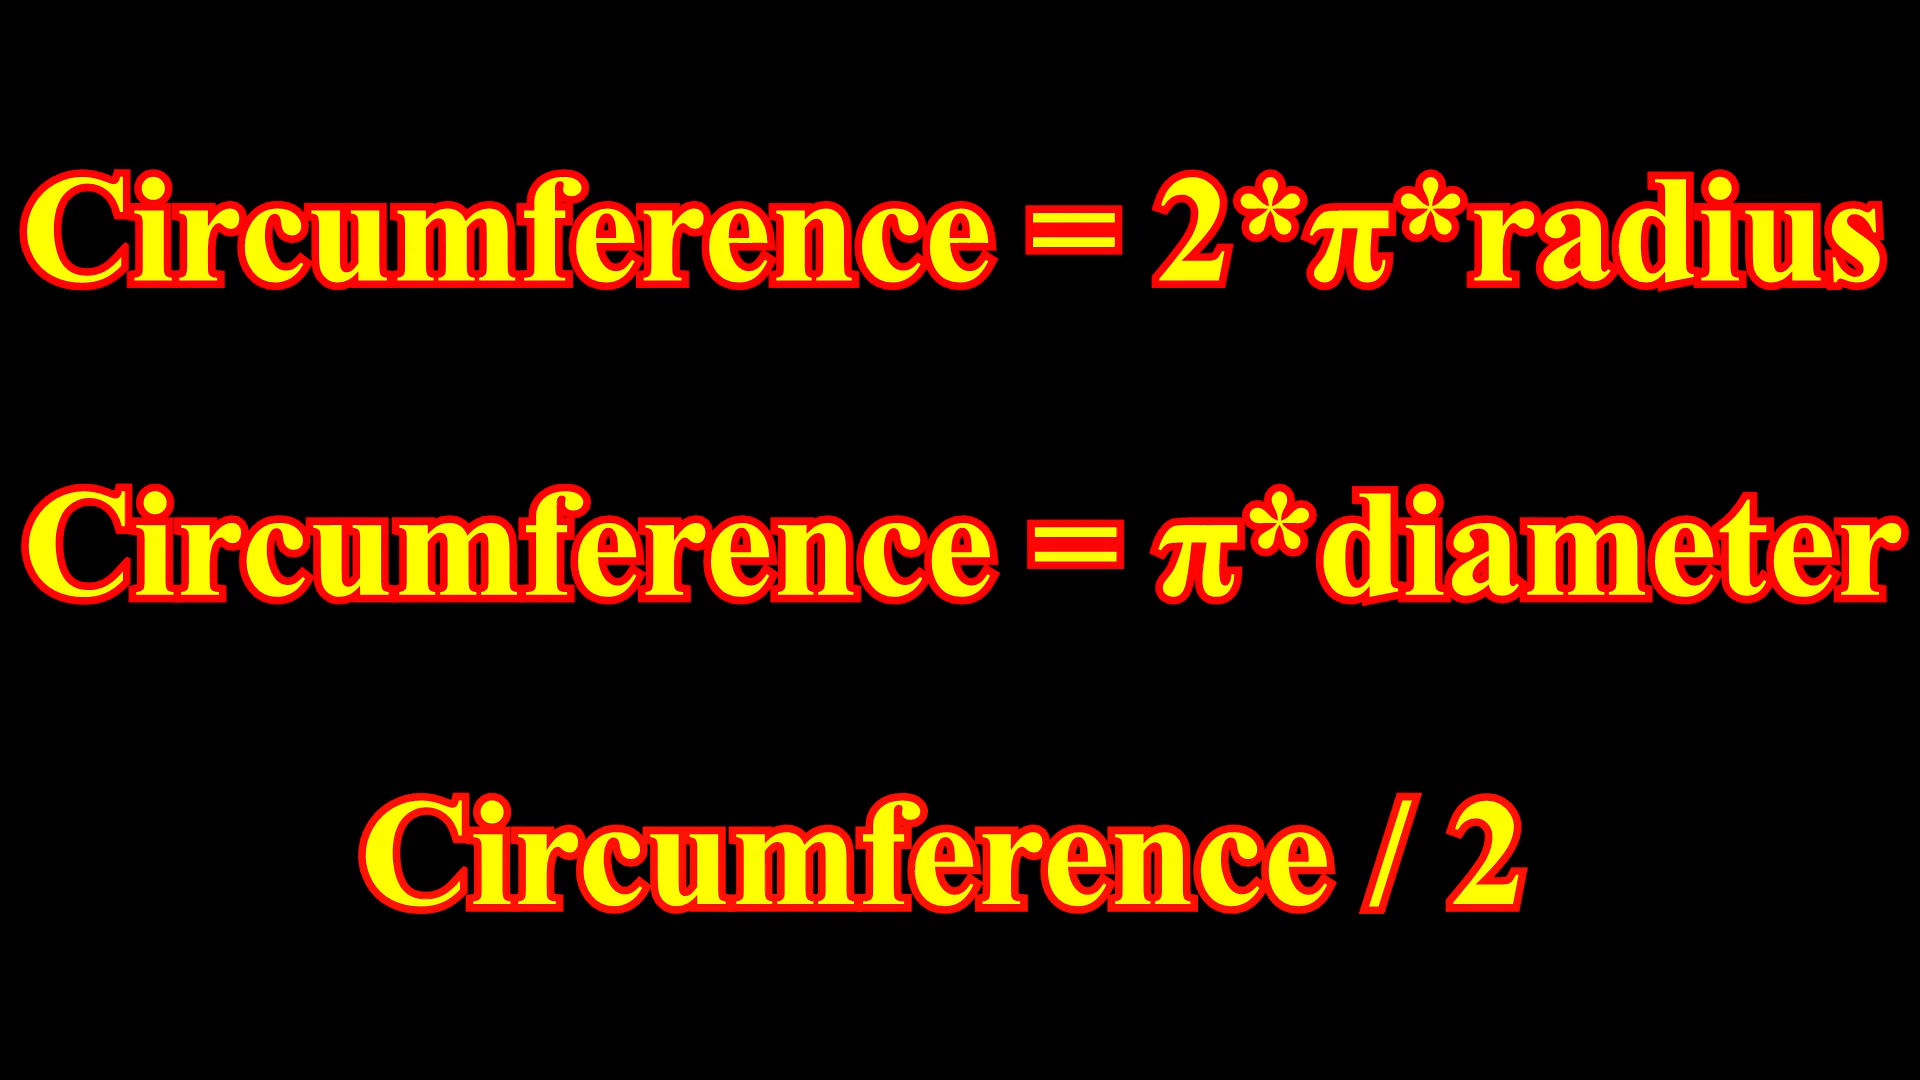 Circumference = 2*π*radius
Circumference = π*diameter
Circumference / 2